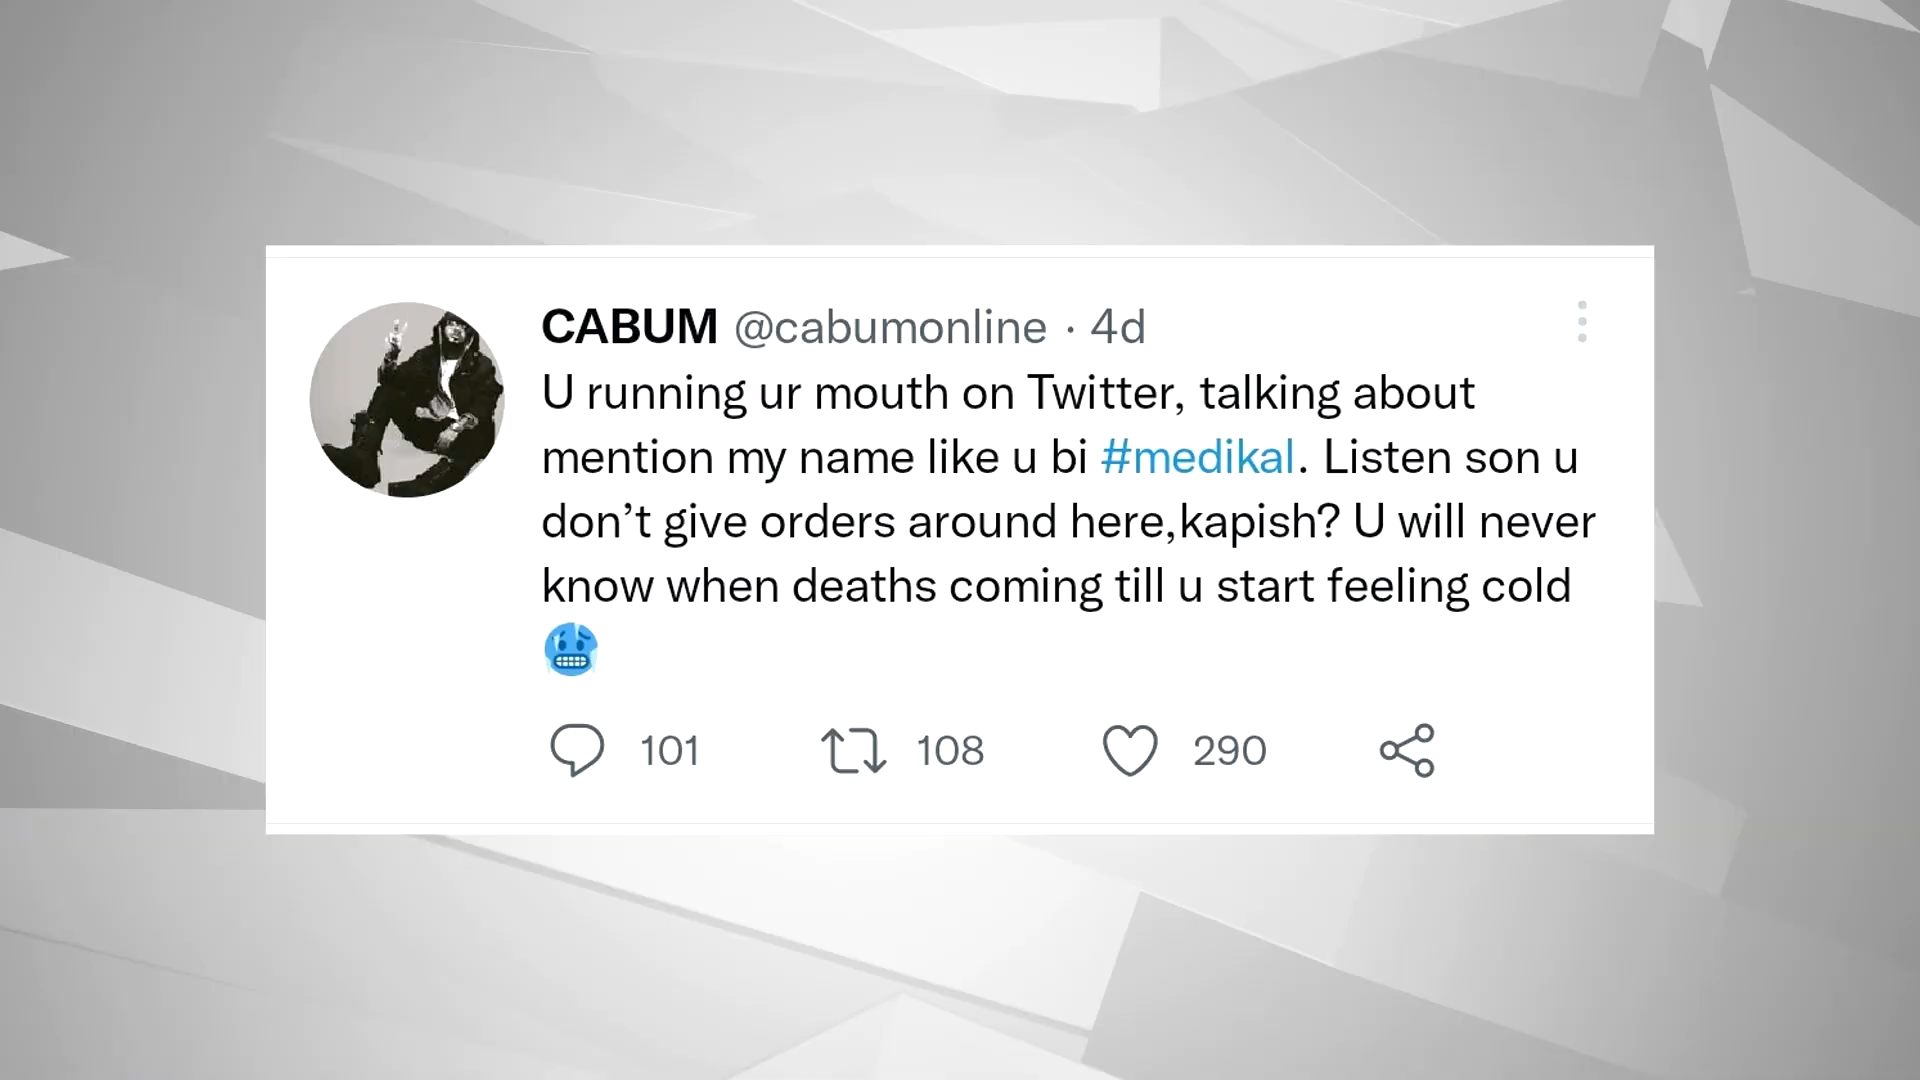 CABUM @cabumonline · 4d
U running ur mouth on Twitter, talking about
mention my name like u bi #medikal. Listen son u
don’t give orders around here,kapish? U will never
know when deaths coming till u start feeling cold
🥶
101 108 290